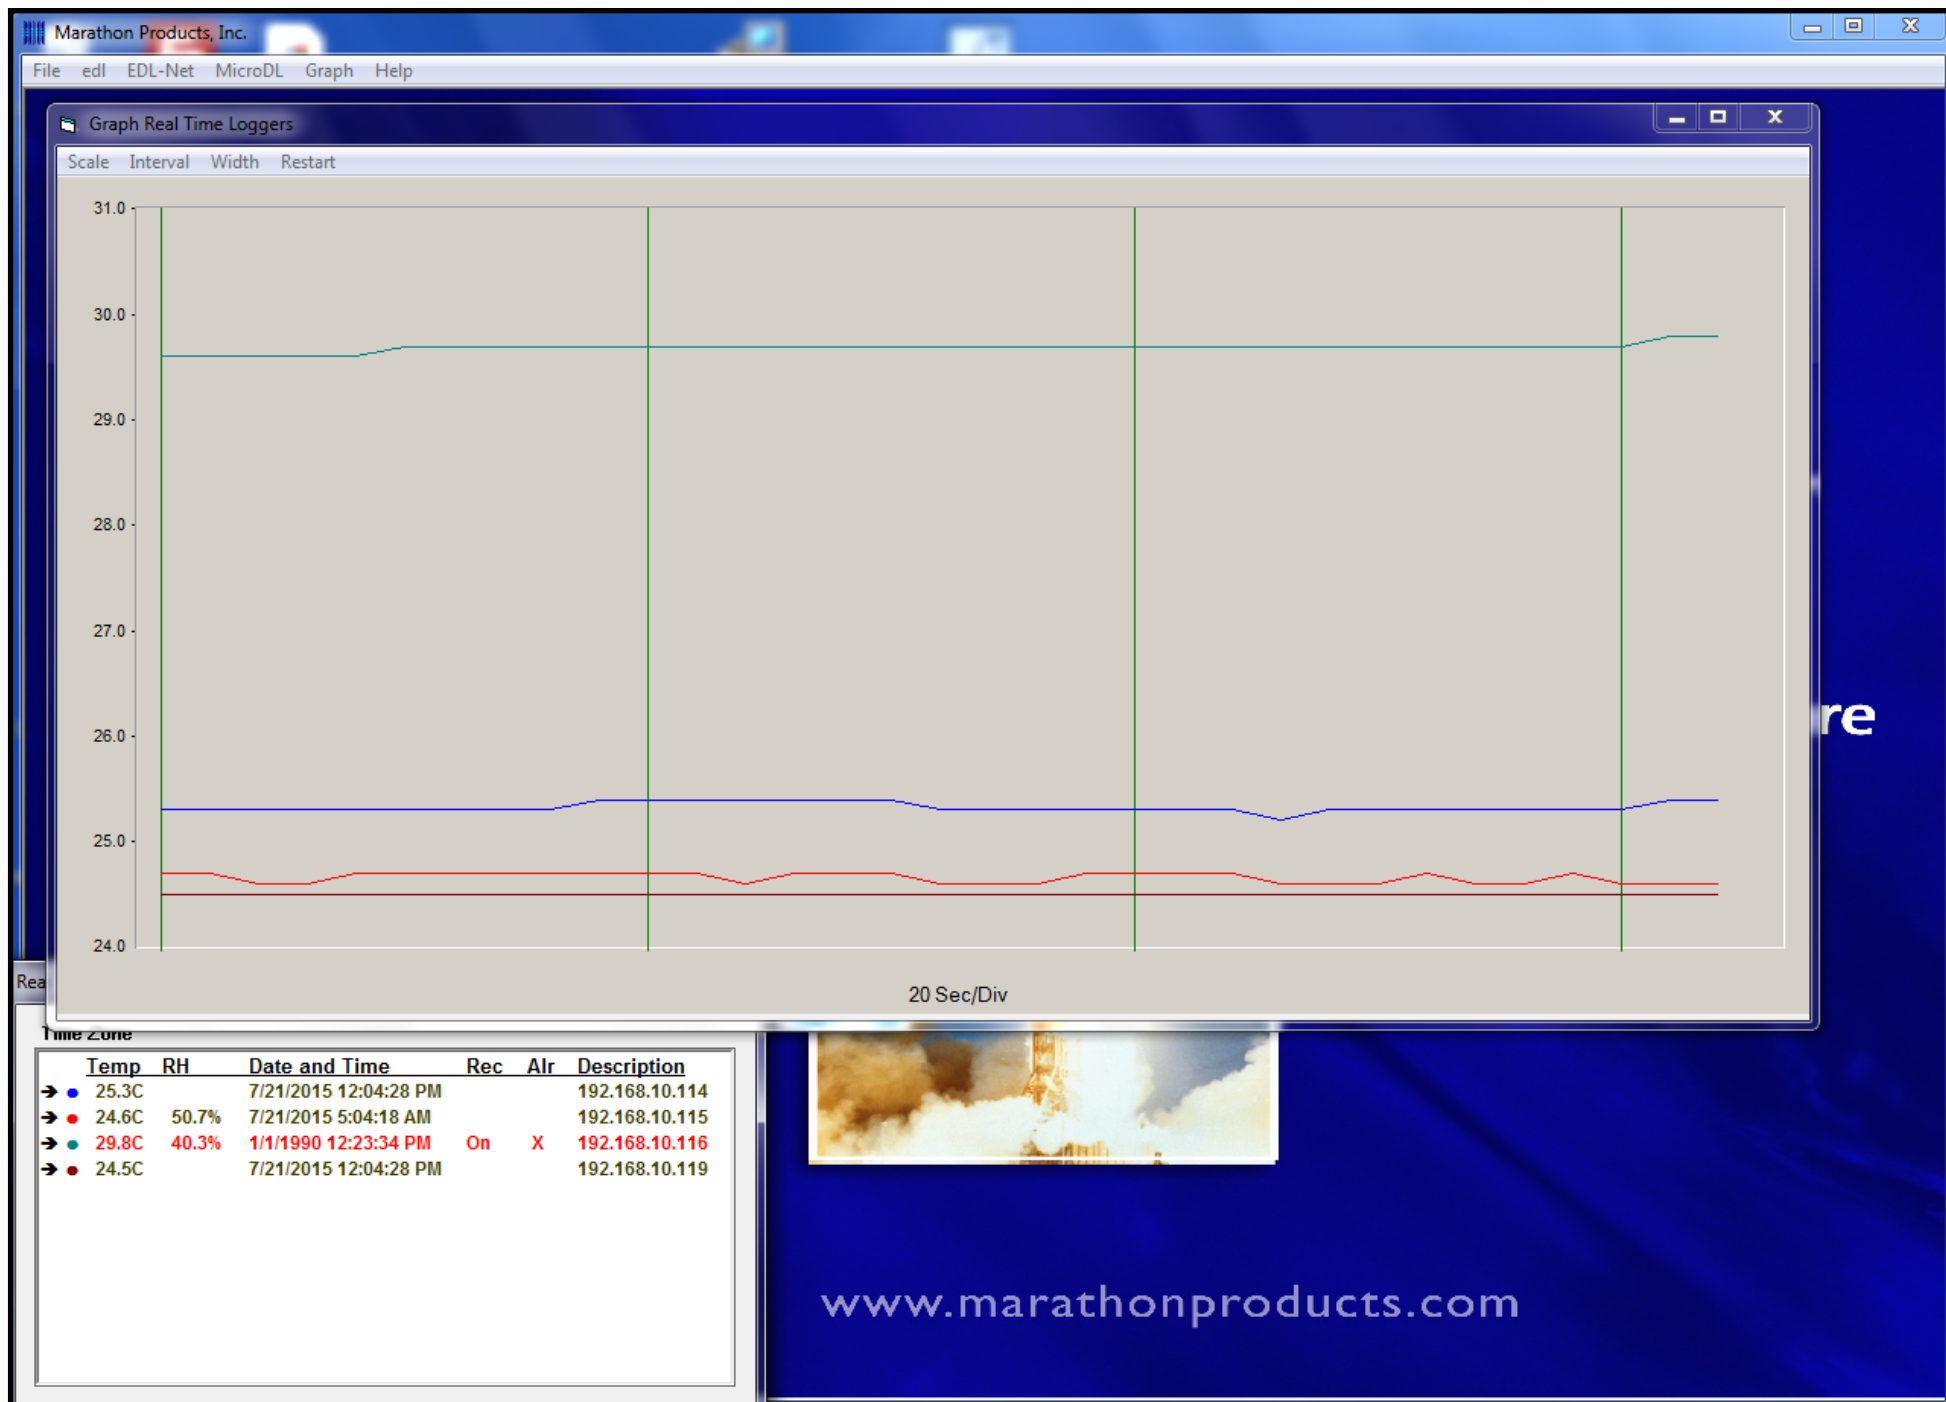 Marathon Products, Inc.
File edl EDL-Net MicroDL Graph Help
Graph Real Time Loggers
Scale Interval Width Restart
31.0
30.0
29.0
28.0
27.0
26.0
25.0
24.0
20 Sec/Div
re
Rea
Time Zone
Temp RH Date and Time Rec Alr Description
25.3C 7/21/2015 12:04:28 PM 192.168.10.114
24.6C 50.7% 7/21/2015 5:04:18 AM 192.168.10.115
29.8C 40.3% 1/1/1990 12:23:34 PM On X 192.168.10.116
24.5C 7/21/2015 12:04:28 PM 192.168.10.119
www.marathonproducts.com